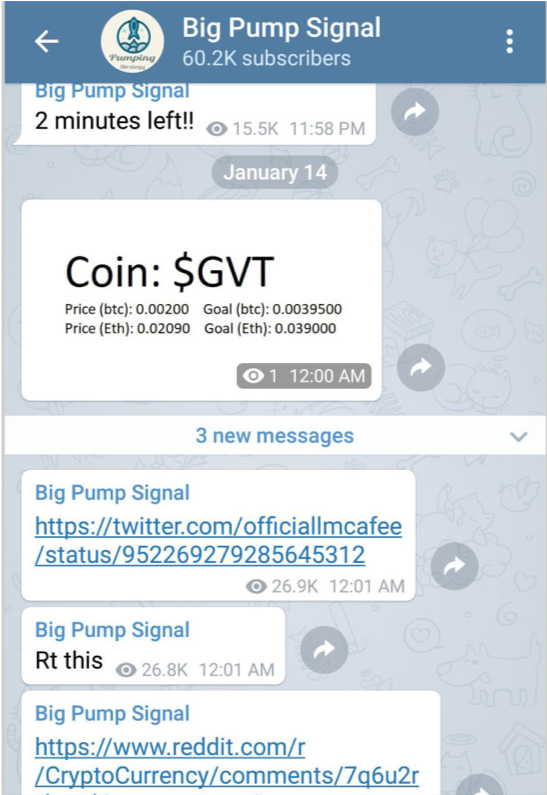 Big Pump Signal
60.2K subscribers
Pumping
Strategy
Big Pump Signal
2 minutes left!!
15.5K 11:58 PM
January 14
Coin: $GVT
Price (btc): 0.00200 Goal (btc): 0.0039500
Price (Eth): 0.02090 Goal (Eth): 0.039000
1 12:00 AM
3 new messages
Big Pump Signal
https://twitter.com/officiallmcafee
/status/952269279285645312
26.9K 12:01 AM
Big Pump Signal
Rt this
26.8K 12:01 AM
Big Pump Signal
https://www.reddit.com/r
/CryptoCurrency/comments/7q6u2r